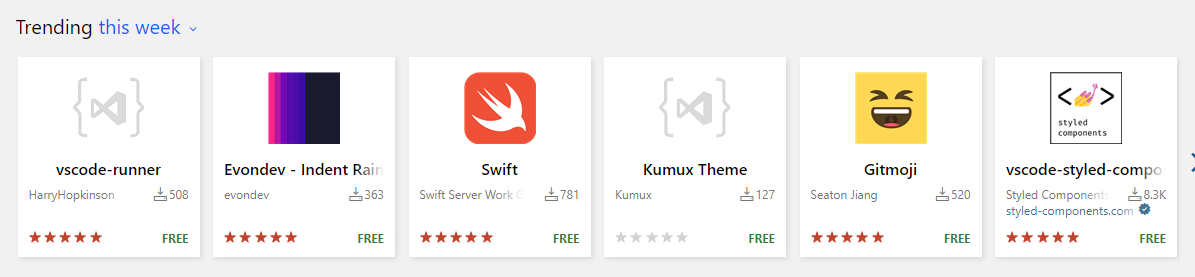 Trending this week
vscode-runner
HarryHopkinson 508
FREE
Evondev - Indent Rain
evondev 363
FREE
Swift
Swift Server Work G 781
FREE
Kumux Theme
Kumux 127
FREE
Gitmoji
Seaton Jiang 520
FREE
< >
styled
components
vscode-styled-compo
Styled Components 8.3K
styled-components.com
FREE